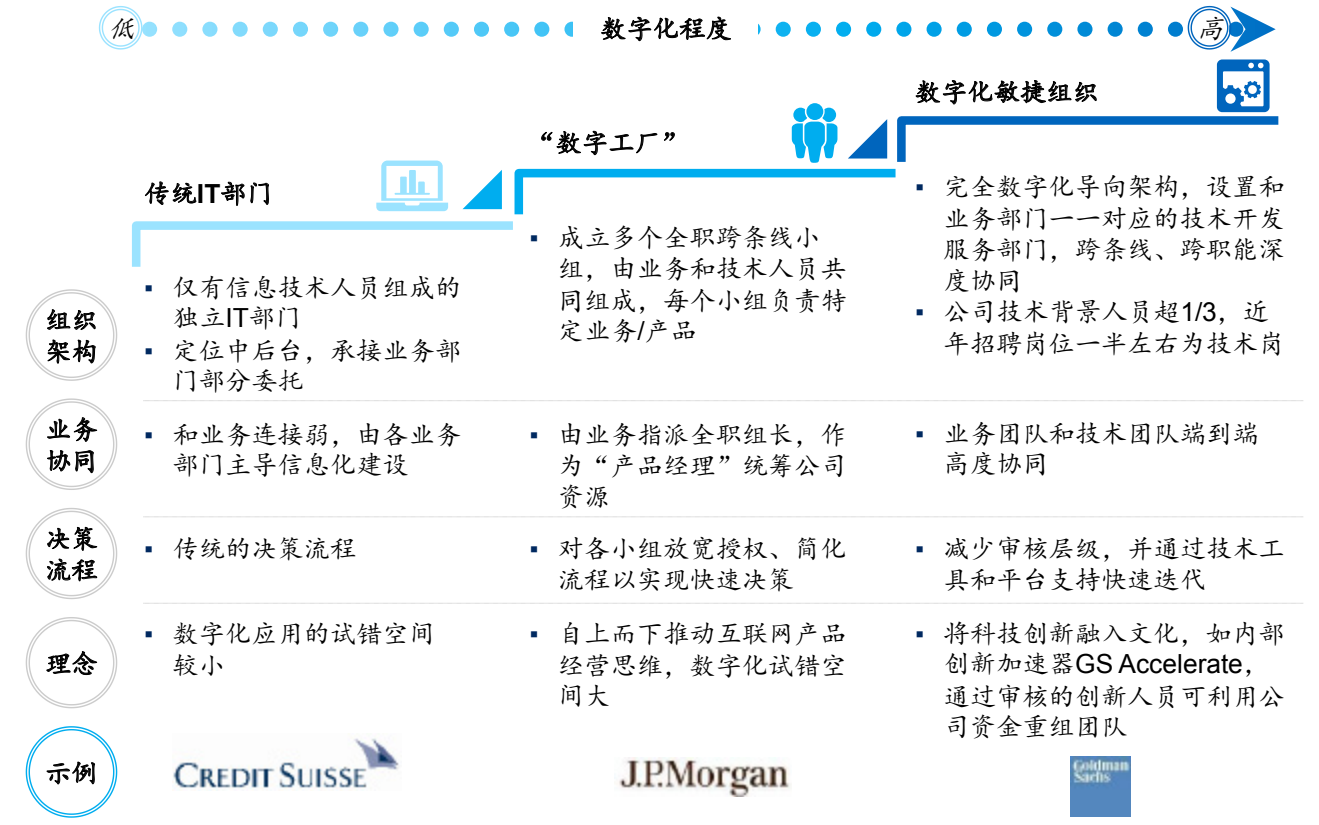 低
数字化程度
高
数字化敏捷组织
“数字工厂”
传统IT部门
组织
架构
▪ 仅有信息技术人员组成的
独立IT部门
▪ 定位中后台，承接业务部
门部分委托
▪ 成立多个全职跨条线小
组，由业务和技术人员共
同组成，每个小组负责特
定业务/产品
▪ 完全数字化导向架构，设置和
业务部门一一对应的技术开发
服务部门，跨条线、跨职能深
度协同
▪ 公司技术背景人员超1/3，近
年招聘岗位一半左右为技术岗
业务
协同
▪ 和业务连接弱，由各业务
部门主导信息化建设
▪ 由业务指派全职组长，作
为“产品经理”统筹公司
资源
▪ 业务团队和技术团队端到端
高度协同
决策
流程
▪ 传统的决策流程
▪ 对各小组放宽授权、简化
流程以实现快速决策
▪ 减少审核层级，并通过技术工
具和平台支持快速迭代
理念
▪ 数字化应用的试错空间
较小
▪ 自上而下推动互联网产品
经营思维，数字化试错空
间大
▪ 将科技创新融入文化，如内部
创新加速器GS Accelerate，
通过审核的创新人员可利用公
司资金重组团队
示例
CREDIT SUISSE
J.P.Morgan
Goldman
Sachs